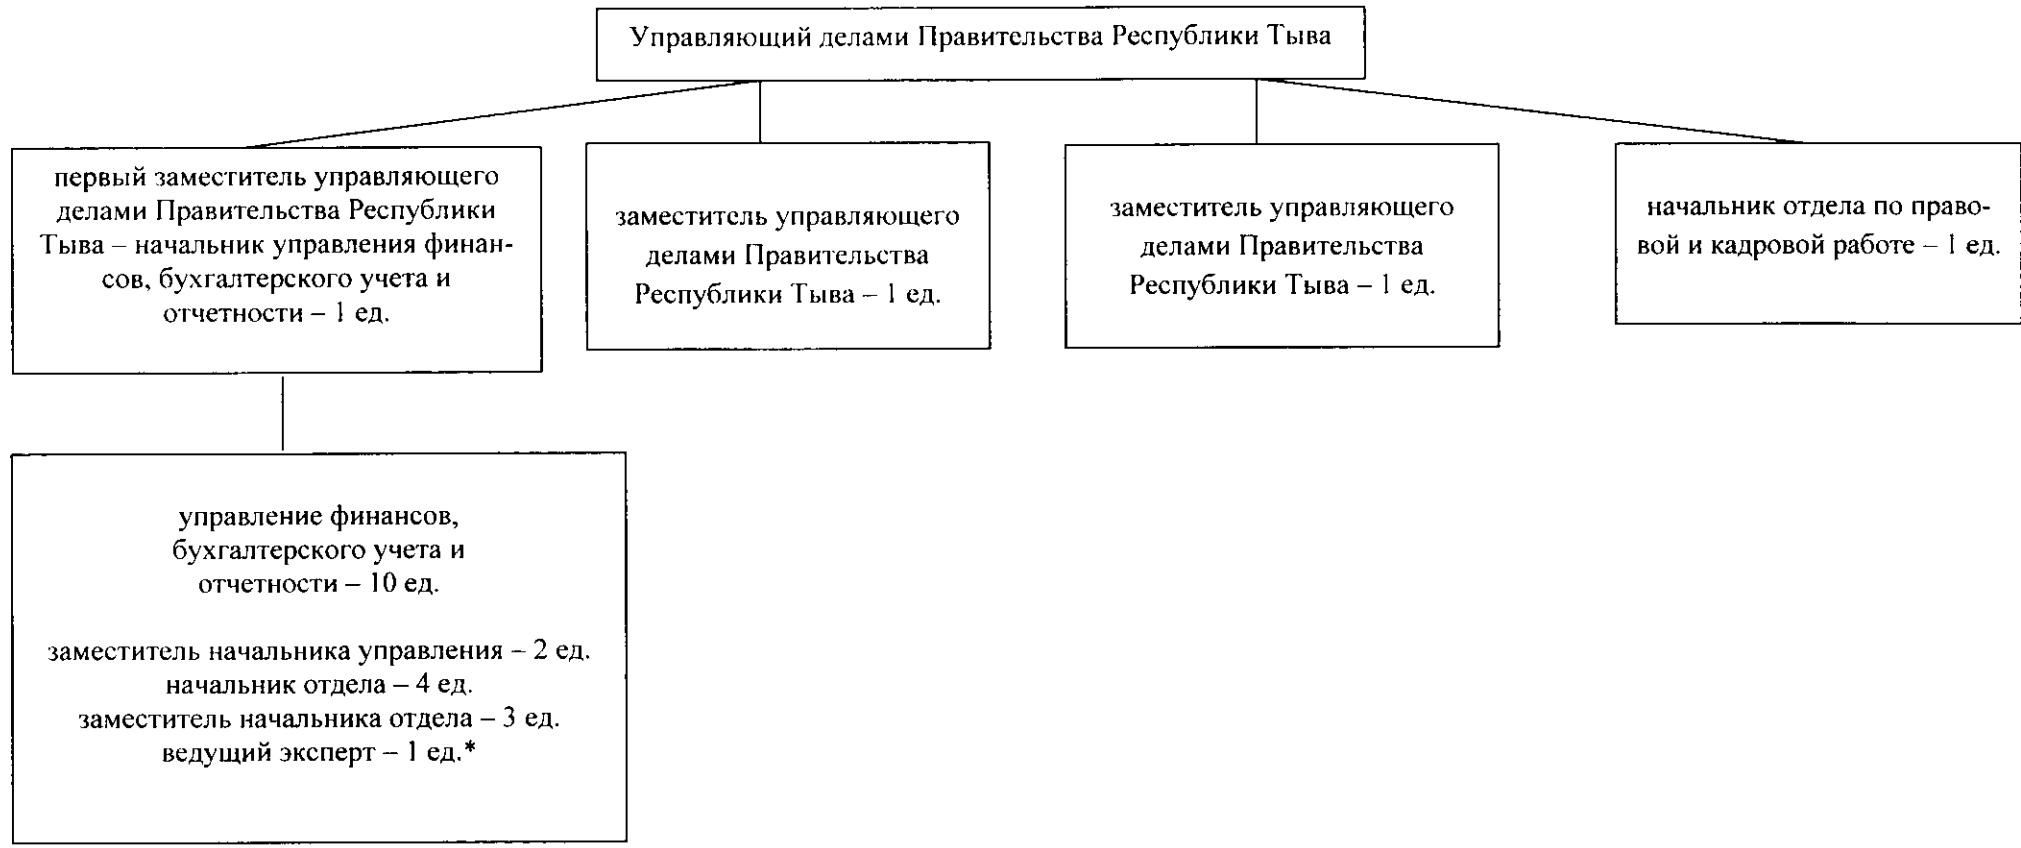 Управляющий делами Правительства Республики Тыва
первый заместитель управляющего
делами Правительства Республики
Тыва – начальник управления финан-
сов, бухгалтерского учета и
отчетности – 1 ед.
заместитель управляющего
делами Правительства
Республики Тыва – 1 ед.
заместитель управляющего
делами Правительства
Республики Тыва – 1 ед.
начальник отдела по право-
вой и кадровой работе – 1 ед.
управление финансов,
бухгалтерского учета и
отчетности – 10 ед.
заместитель начальника управления – 2 ед.
начальник отдела – 4 ед.
заместитель начальника отдела – 3 ед.
ведущий эксперт – 1 ед.*